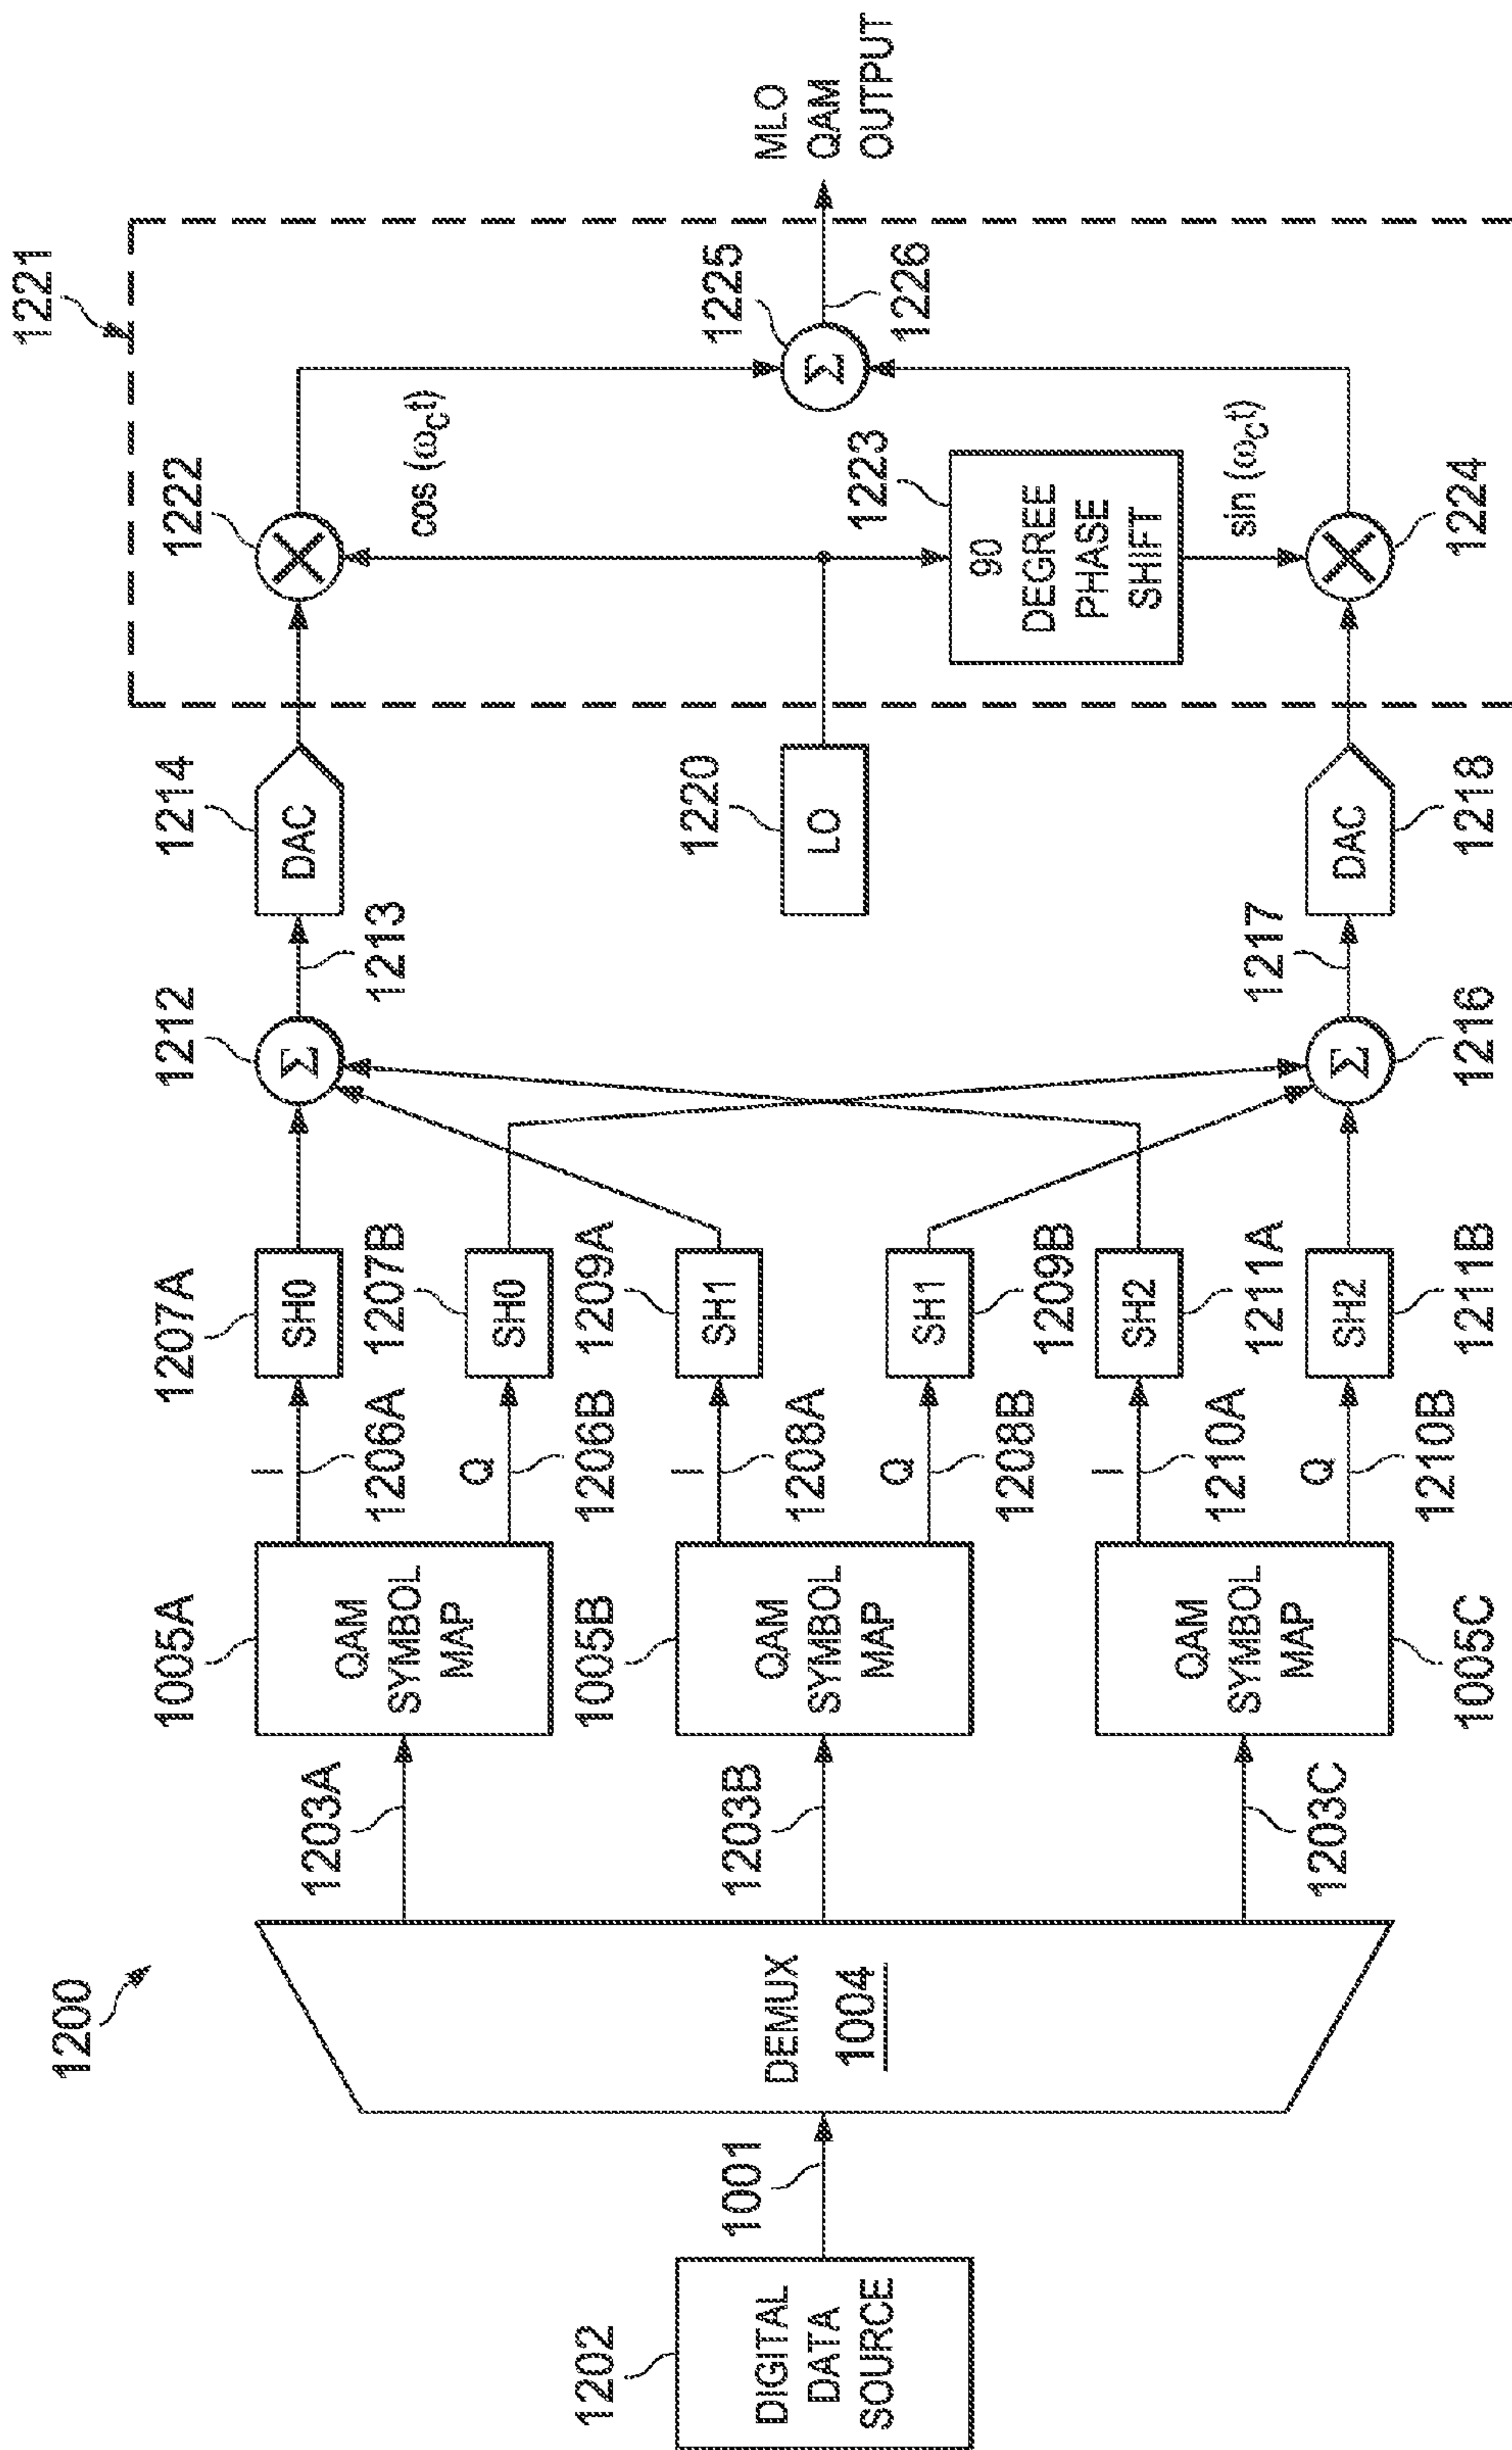 1200
1202
DIGITAL
DATA
SOURCE
1001
DEMUX
1004
1203A
1203B
1203C
1005A
QAM
SYMBOL
MAP
1005B
QAM
SYMBOL
MAP
QAM
SYMBOL
MAP
1005C
I
1206A
Q
1206B
I
1208A
Q
1208B
I
1210A
Q
1210B
1207A
SH0
1207B
SH0
1209A
SH1
SH1
1209B
SH2
1211A
SH2
1211B
1212
Σ
1213
1217
Σ
1216
1214
DAC
1220
LO
DAC
1218
1221
1222
cos (ωct)
1223
90
DEGREE
PHASE
SHIFT
sin (ωct)
1224
1225
Σ
1226
MLO
QAM
OUTPUT